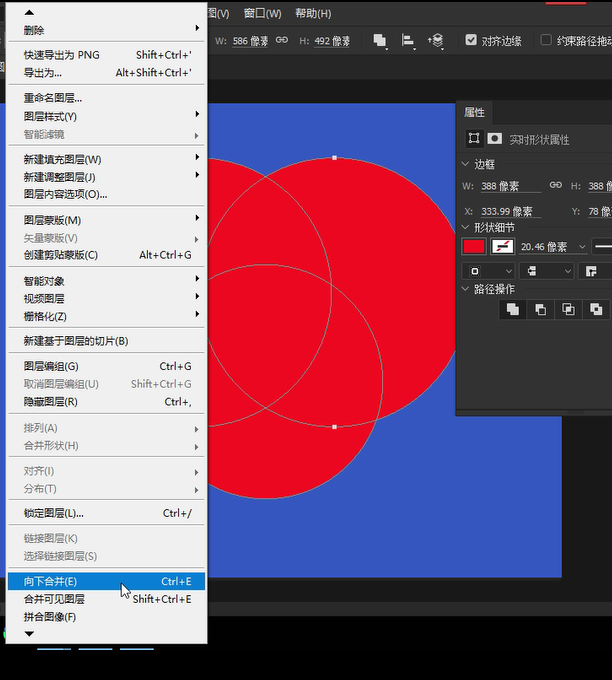 图(V) 窗口(W) 帮助(H)
W: 586 像素 H: 492 像素 对齐边缘 约束路径拖动
删除
快速导出为 PNG Shift+Ctrl+'
导出为... Alt+Shift+Ctrl+'
重命名图层...
图层样式(Y)
智能滤镜
新建填充图层(W)
新建调整图层(J)
图层内容选项(O)...
图层蒙版(M)
矢量蒙版(V)
创建剪贴蒙版(C) Alt+Ctrl+G
智能对象
视频图层
栅格化(Z)
新建基于图层的切片(B)
图层编组(G) Ctrl+G
取消图层编组(U) Shift+Ctrl+G
隐藏图层(R) Ctrl+,
排列(A)
合并形状(H)
对齐(I)
分布(T)
锁定图层(L)... Ctrl+/
链接图层(K)
选择链接图层(S)
向下合并(E) Ctrl+E
合并可见图层 Shift+Ctrl+E
拼合图像(F)
属性
实时形状属性
边框
W: 388 像素 H: 388
X: 333.99 像素 Y: 78 像
形状细节
20.46 像素
路径操作